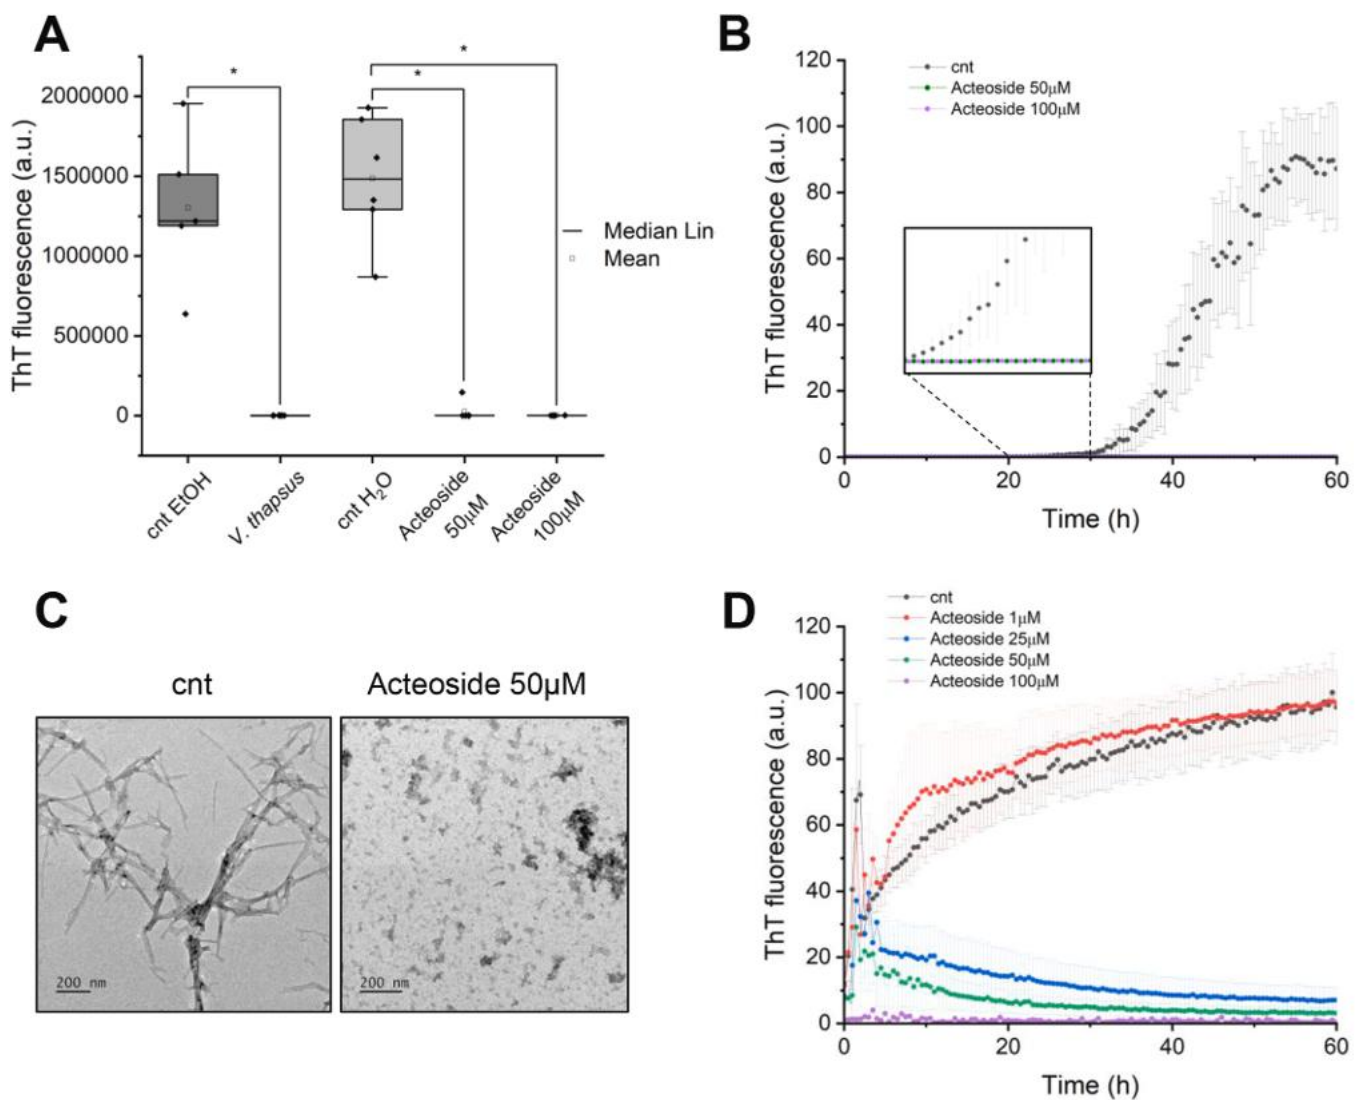 A
ThT fluorescence (a.u.)
2000000
1500000
1000000
500000
0
*
*
*
Median Lin
Mean
cnt EtOH
V. thapsus
cnt H₂O
Acteoside
50μM
Acteoside
100μM
B
ThT fluorescence (a.u.)
120
100
80
60
40
20
0
cnt
Acteoside 50μM
Acteoside 100μM
0
20
40
60
Time (h)
C
cnt
Acteoside 50μM
200 nm
200 nm
D
ThT fluorescence (a.u.)
120
100
80
60
40
20
0
cnt
Acteoside 1μM
Acteoside 25μM
Acteoside 50μM
Acteoside 100μM
0
20
40
60
Time (h)